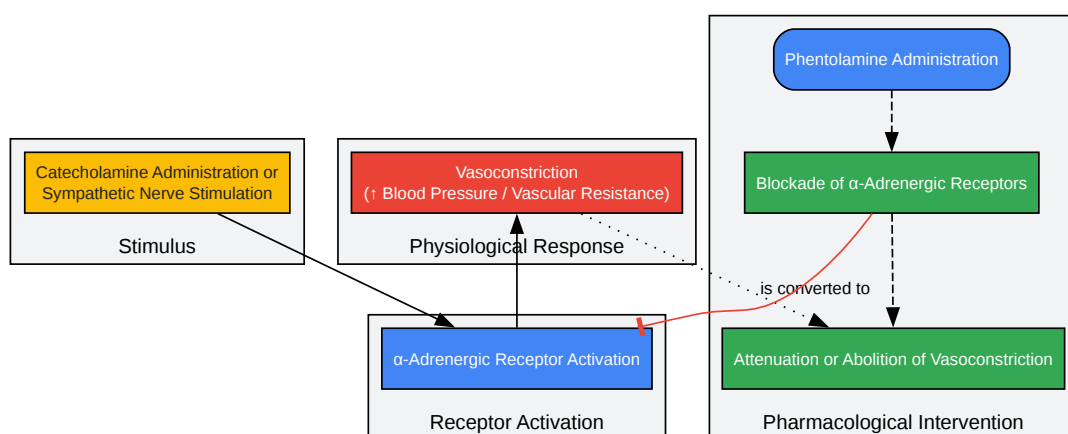 Phentolamine Administration
Catecholamine Administration or
Sympathetic Nerve Stimulation
Stimulus
Vasoconstriction
(↑ Blood Pressure / Vascular Resistance)
Physiological Response
Blockade of α-Adrenergic Receptors
is converted to
α-Adrenergic Receptor Activation
Receptor Activation
Attenuation or Abolition of Vasoconstriction
Pharmacological Intervention